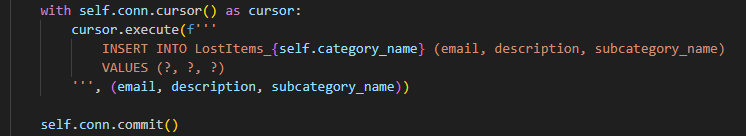 with self.conn.cursor() as cursor:
    cursor.execute(f'''
        INSERT INTO LostItems_{self.category_name} (email, description, subcategory_name)
        VALUES (?, ?, ?)
    ''', (email, description, subcategory_name))
self.conn.commit()